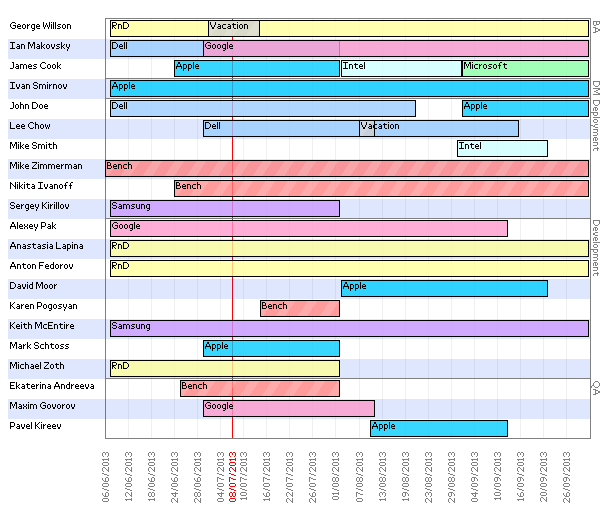 George Willson RnD Vacation BA
Ian Makovsky Dell Google
James Cook Apple Intel Microsoft
Ivan Smirnov Apple DM
John Doe Dell Apple Deployment
Lee Chow Dell Vacation
Mike Smith Intel
Mike Zimmerman Bench
Nikita Ivanoff Bench
Sergey Kirillov Samsung
Alexey Pak Google Development
Anastasia Lapina RnD
Anton Fedorov RnD
David Moor Apple
Karen Pogosyan Bench
Keith McEntire Samsung
Mark Schtoss Apple
Michael Zoth RnD
Ekaterina Andreeva Bench QA
Maxim Govorov Google
Pavel Kireev Apple
06/06/2013 12/06/2013 18/06/2013 24/06/2013 28/06/2013 04/07/2013 08/07/2013 10/07/2013 16/07/2013 20/07/2013 26/07/2013 01/08/2013 07/08/2013 13/08/2013 19/08/2013 23/08/2013 29/08/2013 04/09/2013 10/09/2013 16/09/2013 20/09/2013 26/09/2013